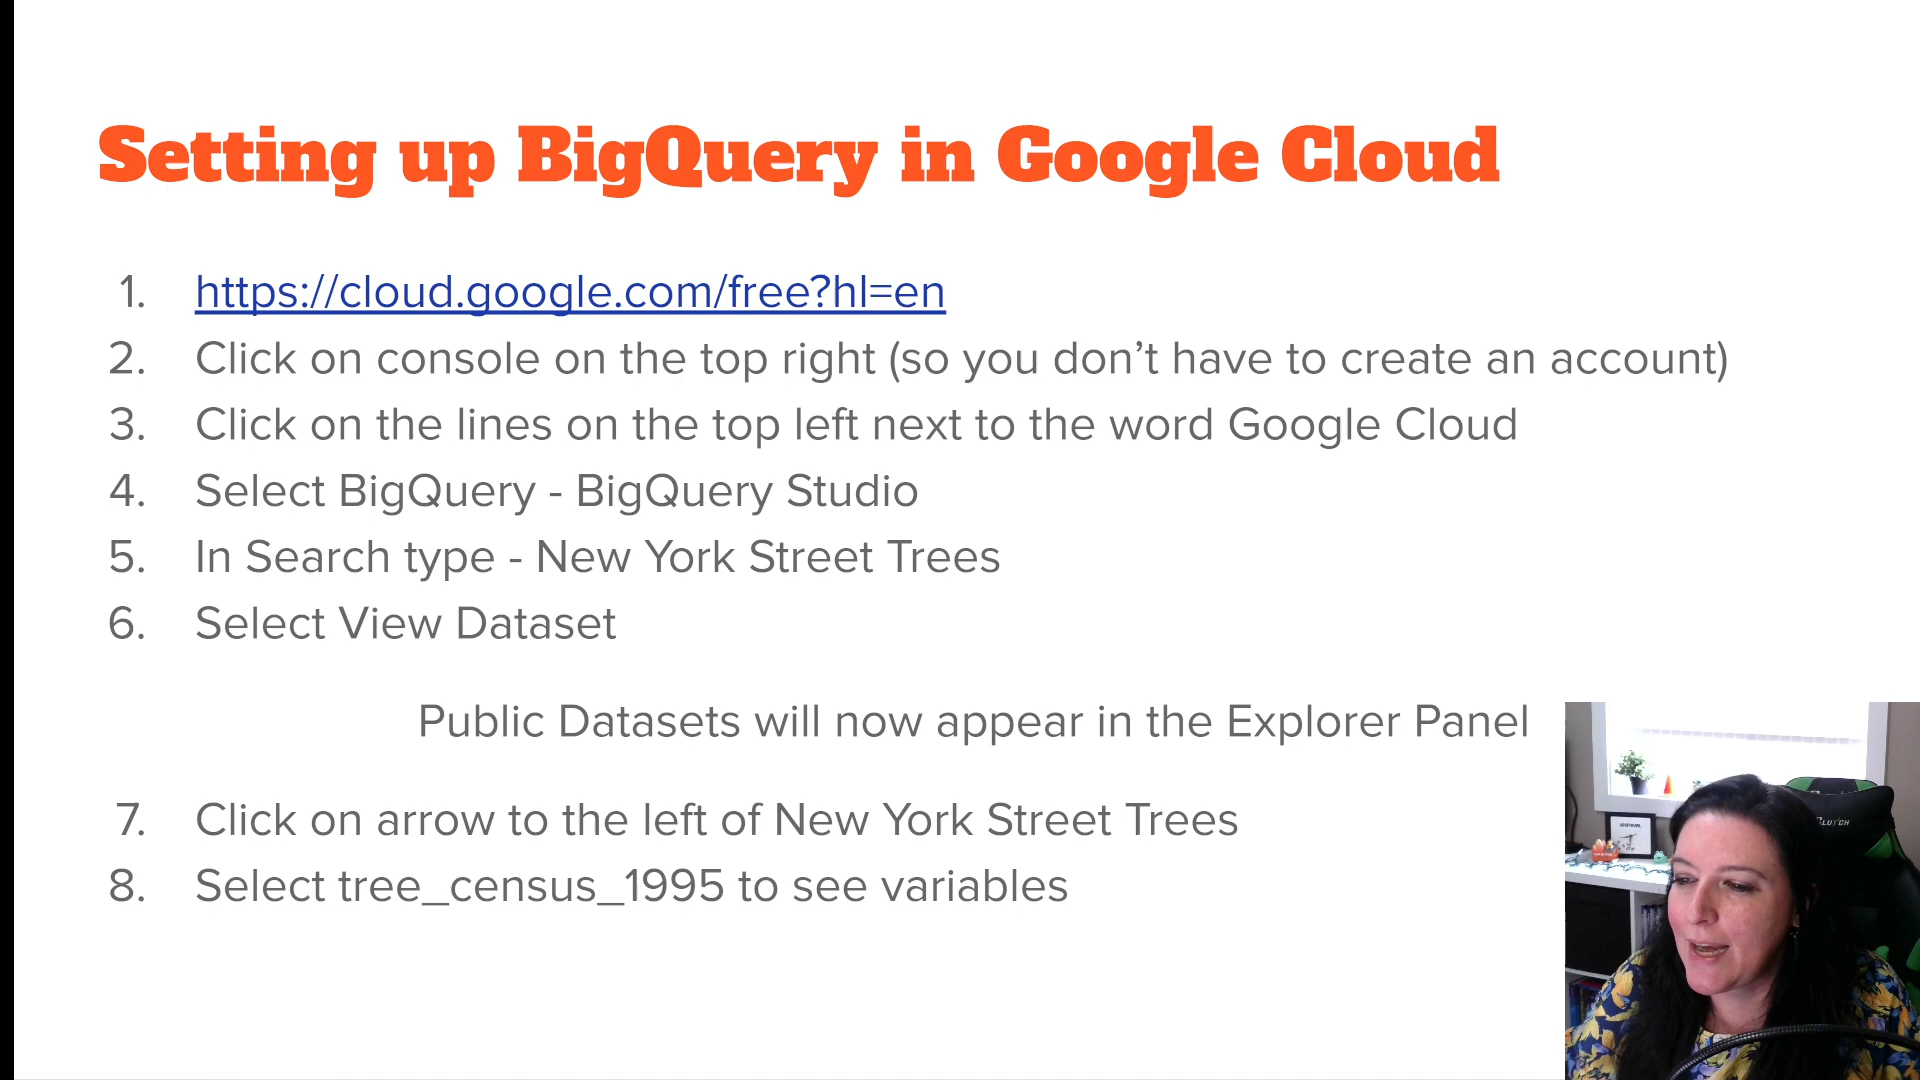 Setting up BigQuery in Google Cloud
1. https://cloud.google.com/free?hl=en
2. Click on console on the top right (so you don’t have to create an account)
3. Click on the lines on the top left next to the word Google Cloud
4. Select BigQuery - BigQuery Studio
5. In Search type - New York Street Trees
6. Select View Dataset
Public Datasets will now appear in the Explorer Panel
7. Click on arrow to the left of New York Street Trees
8. Select tree_census_1995 to see variables